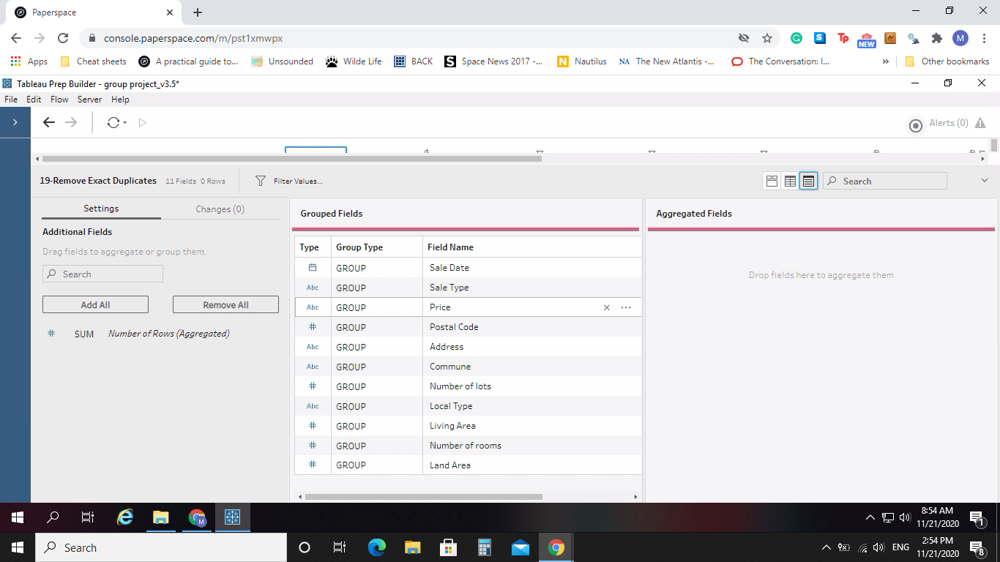 Paperspace
console.paperspace.com/m/pst1xmwpx
Tp NEW M
Apps Cheat sheets A practical guide to... Unsounded Wilde Life BACK Space News 2017 -... Nautilus NA The New Atlantis -... The Conversation: I... » Other bookmarks
Tableau Prep Builder - group project_v3.5*
File Edit Flow Server Help
Alerts (0)
19-Remove Exact Duplicates 11 Fields 0 Rows Filter Values... Search
Settings Changes (0)
Additional Fields
Drag fields to aggregate or group them.
Search
Add All Remove All
# SUM Number of Rows (Aggregated)
Grouped Fields
Type Group Type Field Name
GROUP Sale Date
Abc GROUP Sale Type
Abc GROUP Price × ...
# GROUP Postal Code
Abc GROUP Address
Abc GROUP Commune
# GROUP Number of lots
Abc GROUP Local Type
# GROUP Living Area
# GROUP Number of rooms
# GROUP Land Area
Aggregated Fields
Drop fields here to aggregate them
M
8:54 AM
11/21/2020
1
Search
ENG
2:54 PM
11/21/2020
8